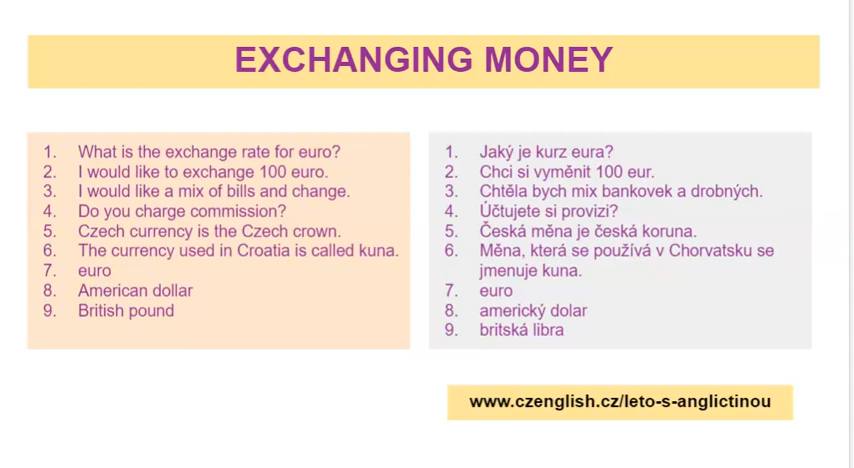 EXCHANGING MONEY
1. What is the exchange rate for euro?
2. I would like to exchange 100 euro.
3. I would like a mix of bills and change.
4. Do you charge commission?
5. Czech currency is the Czech crown.
6. The currency used in Croatia is called kuna.
7. euro
8. American dollar
9. British pound
1. Jaký je kurz eura?
2. Chci si vyměnit 100 eur.
3. Chtěla bych mix bankovek a drobných.
4. Účtujete si provizi?
5. Česká měna je česká koruna.
6. Měna, která se používá v Chorvatsku se
jmenuje kuna.
7. euro
8. americký dolar
9. britská libra
www.czenglish.cz/leto-s-anglictinou